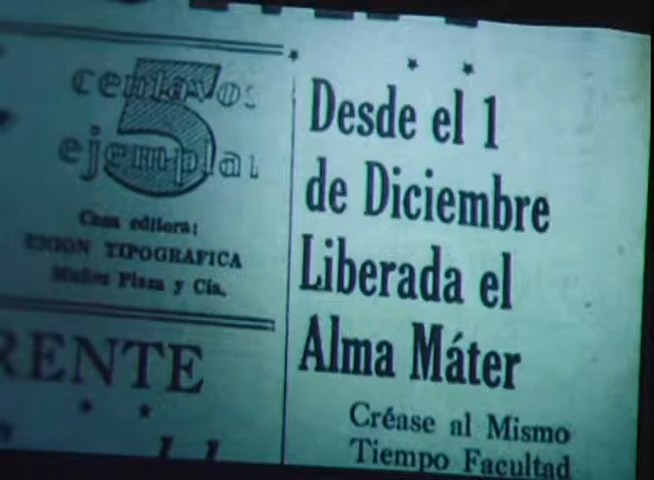 5
centavos
ejemplar
Casa editora:
UNION TIPOGRAFICA
Muñoz Plaza y Cía.
RENTE
Desde el 1
de Diciembre
Liberada el
Alma Máter
Créase al Mismo
Tiempo Facultad